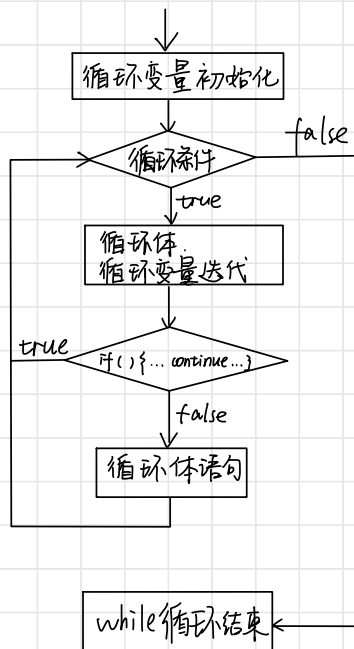 循环变量初始化
循环条件
false
true
循环体.
循环变量迭代
true
if(){...continue...}
false
循环体语句
while循环结束